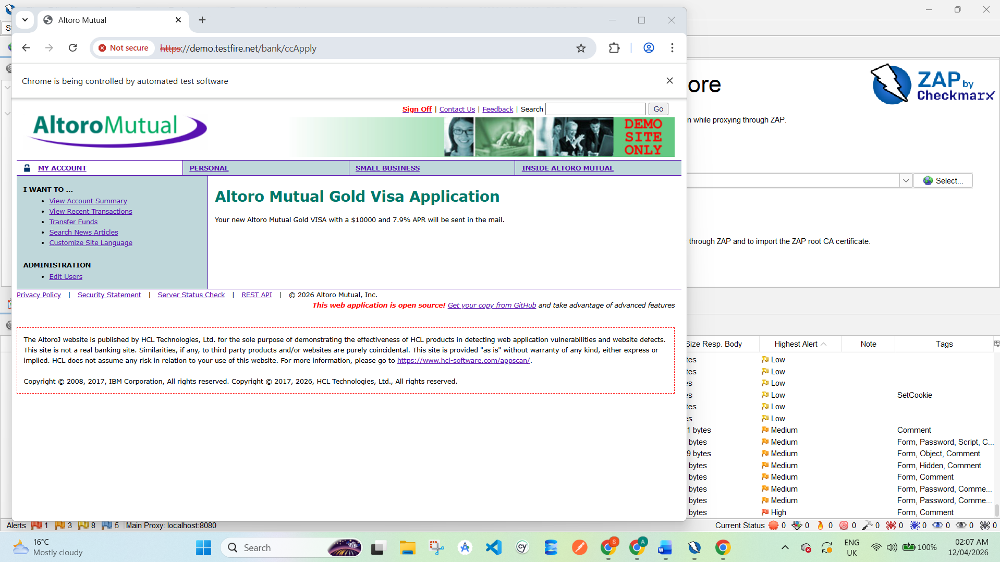 Altoro Mutual
Not secure
https://demo.testfire.net/bank/ccApply
Chrome is being controlled by automated test software
ore
ZAP by
Checkmarx
n while proxying through ZAP.
Select...
through ZAP and to import the ZAP root CA certificate.
Sign Off | Contact Us | Feedback | Search Go
AltoroMutual
DEMO
SITE
ONLY
MY ACCOUNT
PERSONAL
SMALL BUSINESS
INSIDE ALTORO MUTUAL
I WANT TO ...
• View Account Summary
• View Recent Transactions
• Transfer Funds
• Search News Articles
• Customize Site Language
ADMINISTRATION
• Edit Users
Altoro Mutual Gold Visa Application
Your new Altoro Mutual Gold VISA with a $10000 and 7.9% APR will be sent in the mail.
Privacy Policy | Security Statement | Server Status Check | REST API | © 2026 Altoro Mutual, Inc.
This web application is open source! Get your copy from GitHub and take advantage of advanced features
The AltoroJ website is published by HCL Technologies, Ltd. for the sole purpose of demonstrating the effectiveness of HCL products in detecting web application vulnerabilities and website defects.
This site is not a real banking site. Similarities, if any, to third party products and/or websites are purely coincidental. This site is provided "as is" without warranty of any kind, either express or
implied. HCL does not assume any risk in relation to your use of this website. For more information, please go to https://www.hcl-software.com/appscan/.
Copyright © 2008, 2017, IBM Corporation, All rights reserved. Copyright © 2017, 2026, HCL Technologies, Ltd., All rights reserved.
Size Resp. Body Highest Alert Note Tags
tes Low
tes Low
es Low
es Low SetCookie
tes Low
es Low
1 bytes Medium Comment
bytes Medium Form, Password, Script, C...
9 bytes Medium Form, Object, Comment
bytes Medium Form, Hidden, Comment
bytes Medium Form, Comment
bytes Medium Form, Password, Comme...
bytes Medium Form, Password, Comme...
bytes High Form, Comment
Alerts 1 3 8 5 Main Proxy: localhost:8080
Current Status 0 0 0 0 0 0 0 0 0 0
16°C
Mostly cloudy
Search
cy
S
A
W
ENG
UK
100%
02:07 AM
12/04/2026